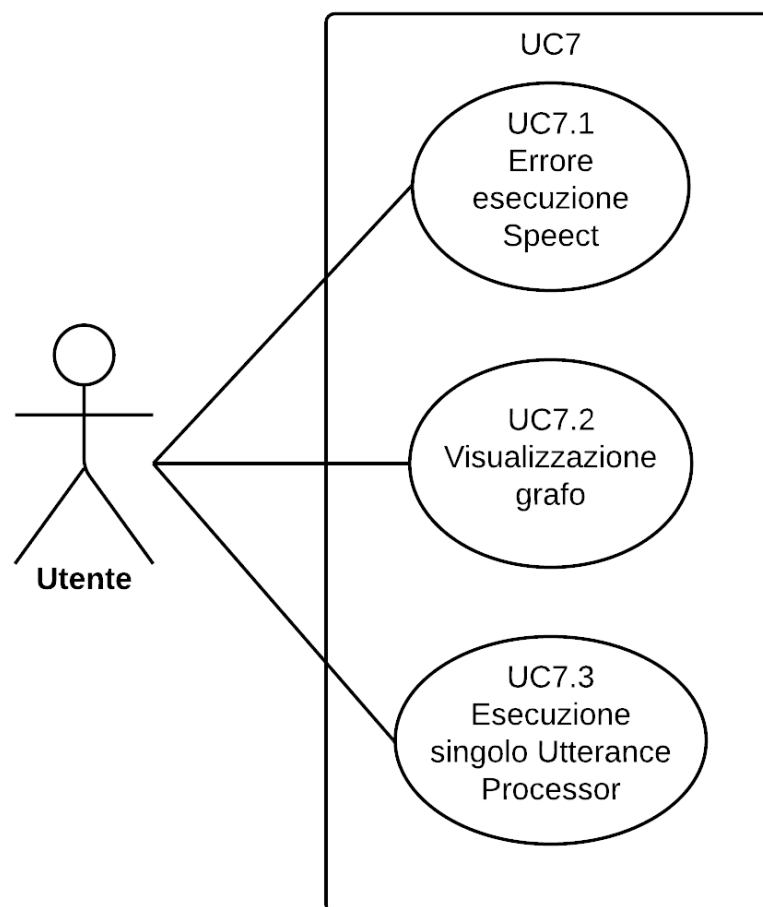 UC7
UC7.1
Errore
esecuzione
Speect
UC7.2
Visualizzazione
grafo
Utente
UC7.3
Esecuzione
singolo Utterance
Processor